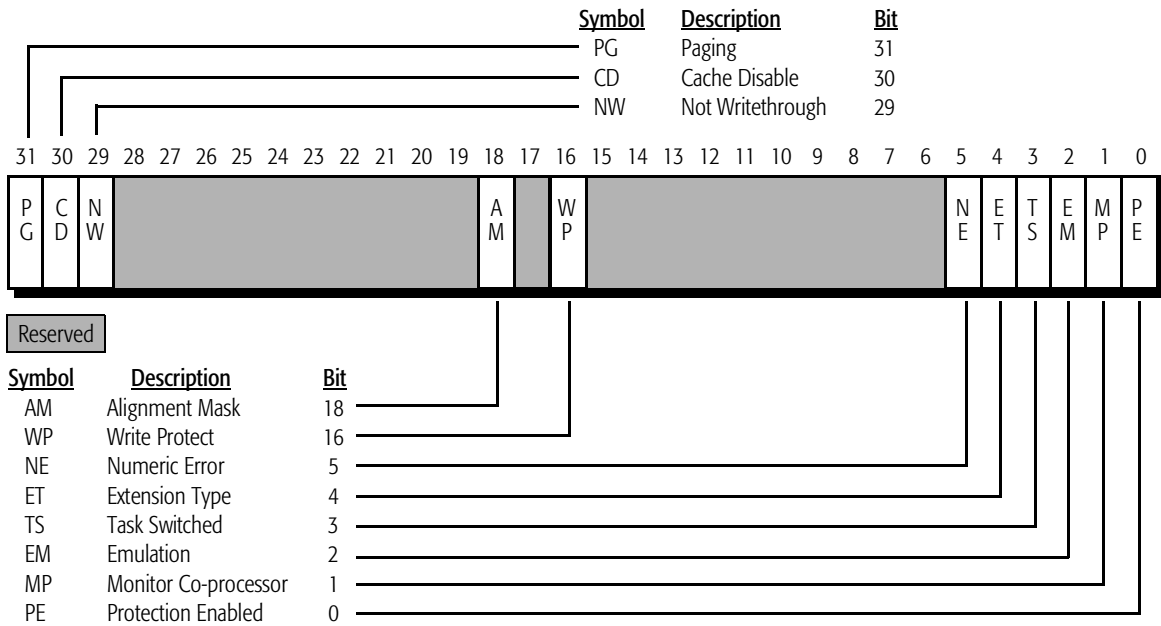 Symbol Description Bit
PG Paging 31
CD Cache Disable 30
NW Not Writethrough 29
31 30 29 28 27 26 25 24 23 22 21 20 19 18 17 16 15 14 13 12 11 10 9 8 7 6 5 4 3 2 1 0
P C N A W N E T E M P
G D W M P E T S M P E
Reserved
Symbol Description Bit
AM Alignment Mask 18
WP Write Protect 16
NE Numeric Error 5
ET Extension Type 4
TS Task Switched 3
EM Emulation 2
MP Monitor Co-processor 1
PE Protection Enabled 0